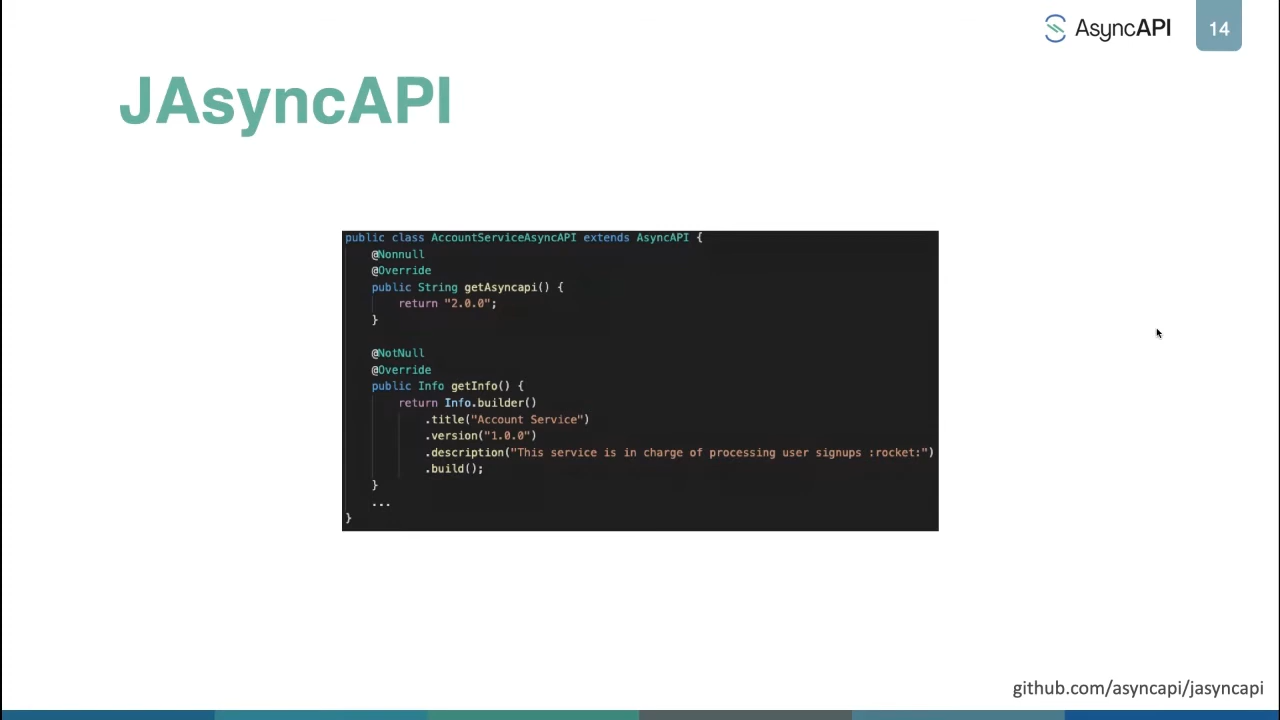 AsyncAPI
14
JAsyncAPI
public class AccountServiceAsyncAPI extends AsyncAPI {
    @Nonnull
    @Override
    public String getAsyncapi() {
        return "2.0.0";
    }

    @NotNull
    @Override
    public Info getInfo() {
        return Info.builder()
            .title("Account Service")
            .version("1.0.0")
            .description("This service is in charge of processing user signups :rocket:")
            .build();
    }
    ...
}
github.com/asyncapi/jasyncapi